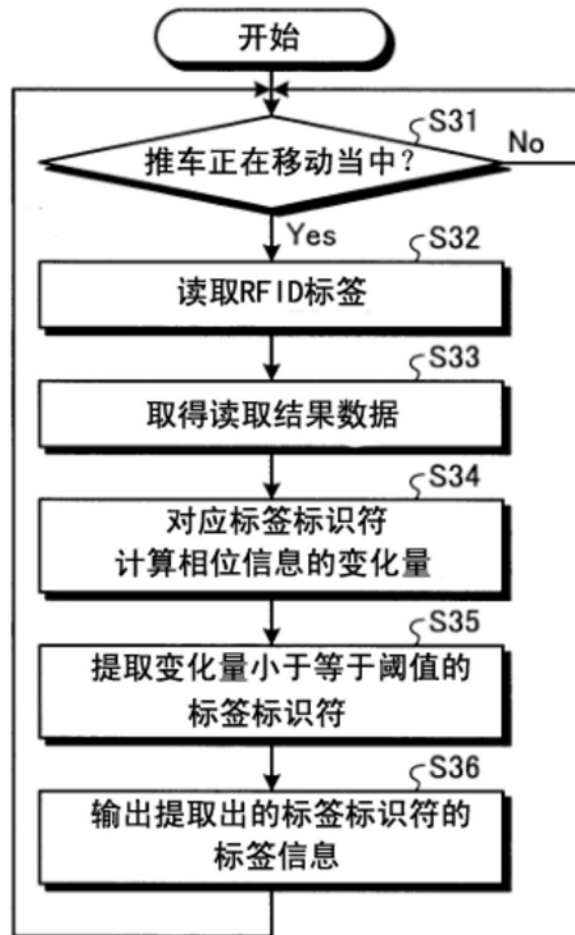 开始
S31
推车正在移动当中？
No
Yes
S32
读取RFID标签
S33
取得读取结果数据
S34
对应标签标识符
计算相位信息的变化量
S35
提取变化量小于等于阈值的
标签标识符
S36
输出提取出的标签标识符的
标签信息